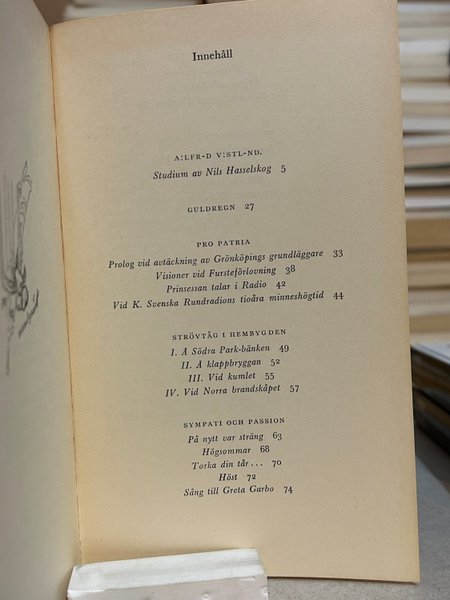 Innehåll
A:LFR-D V:STL-ND.
Studium av Nils Hasselskog 5
GULDREGN 27
PRO PATRIA
Prolog vid avtäckning av Grönköpings grundläggare 33
Visioner vid Fursteförlovning 38
Prinsessan talar i Radio 42
Vid K. Svenska Rundradions tioåra minneshögtid 44
STRÖVTÅG I HEMBYGDEN
I. Å Södra Park-bänken 49
II. Å klappbryggan 52
III. Vid kumlet 55
IV. Vid Norra brandskåpet 57
SYMPATI OCH PASSION
På nytt var sträng 63
Högsommar 68
Torka din tår... 70
Höst 72
Sång till Greta Garbo 74